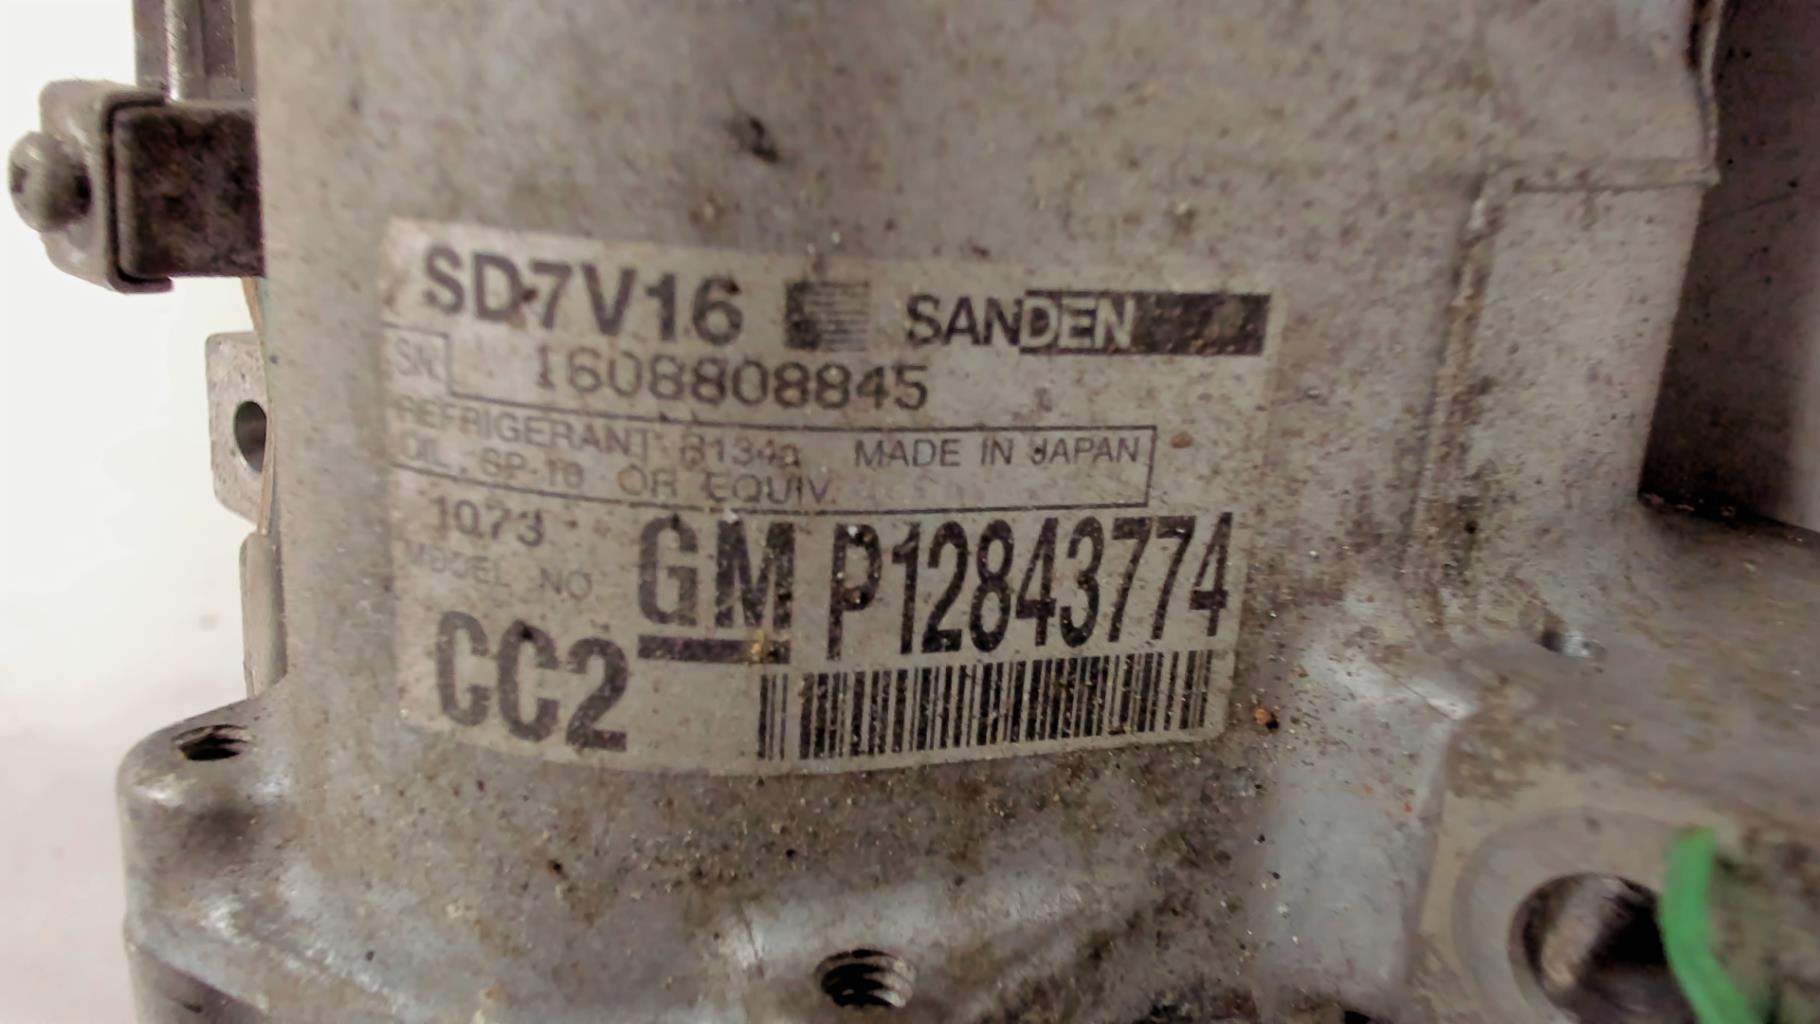 SD7V16 SANDEN
SN. 1608808845
REFRIGERANT R134a MADE IN JAPAN
OIL, SP-10 OR EQUIV.
1073
MODEL NO
GM P12843774
CC2